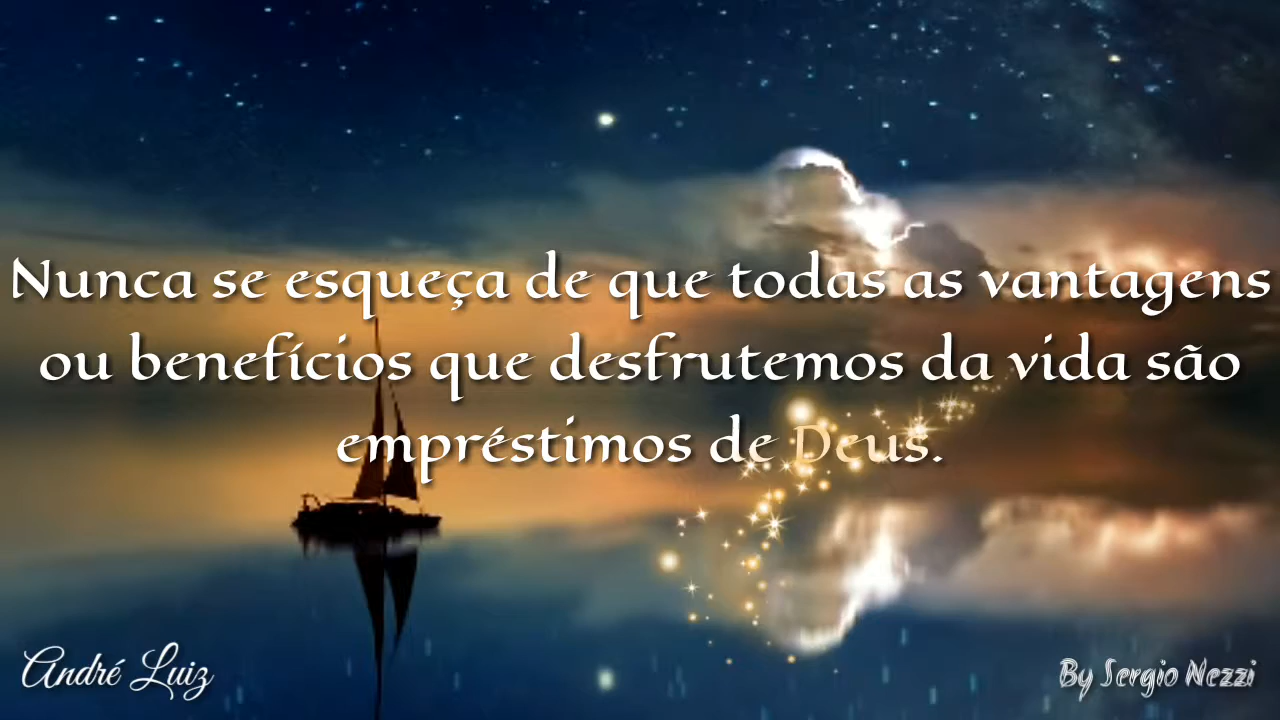 Nunca se esqueça de que todas as vantagens
ou benefícios que desfrutemos da vida são
empréstimos de Deus.
André Luiz
By Sergio Nezzi